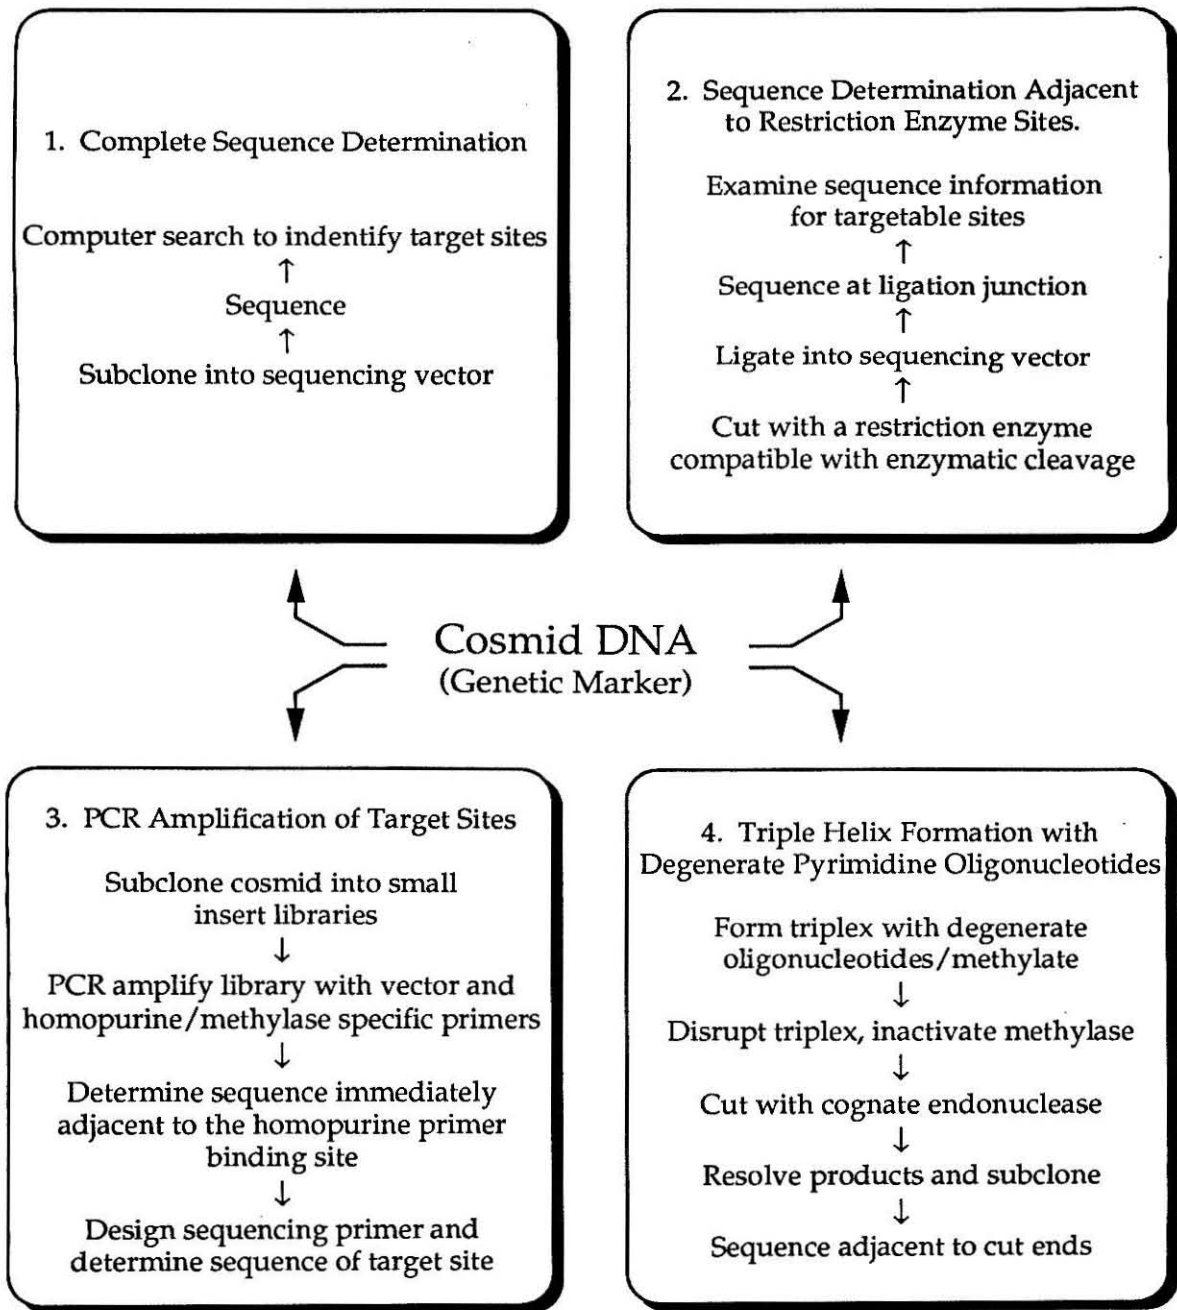 1. Complete Sequence Determination
Computer search to indentify target sites
↑
Sequence
↑
Subclone into sequencing vector
2. Sequence Determination Adjacent
to Restriction Enzyme Sites.
Examine sequence information
for targetable sites
↑
Sequence at ligation junction
↑
Ligate into sequencing vector
↑
Cut with a restriction enzyme
compatible with enzymatic cleavage
Cosmid DNA
(Genetic Marker)
3. PCR Amplification of Target Sites
Subclone cosmid into small
insert libraries
↓
PCR amplify library with vector and
homopurine/methylase specific primers
↓
Determine sequence immediately
adjacent to the homopurine primer
binding site
↓
Design sequencing primer and
determine sequence of target site
4. Triple Helix Formation with
Degenerate Pyrimidine Oligonucleotides
Form triplex with degenerate
oligonucleotides/methylate
↓
Disrupt triplex, inactivate methylase
↓
Cut with cognate endonuclease
↓
Resolve products and subclone
↓
Sequence adjacent to cut ends